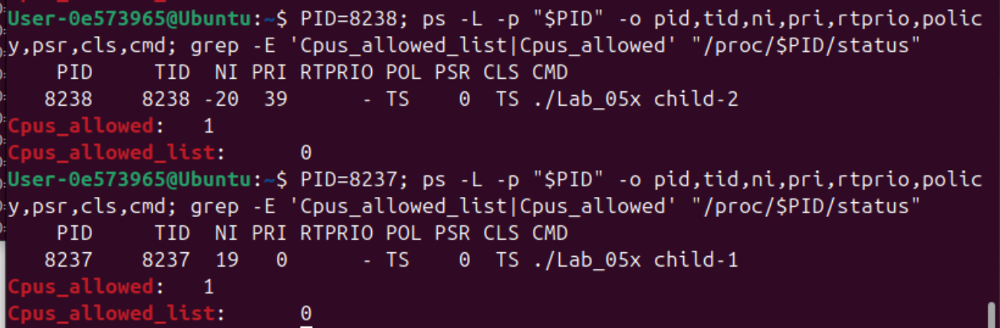 User-0e573965@Ubuntu:~$ PID=8238; ps -L -p "$PID" -o pid,tid,ni,pri,rtprio,polic
y,psr,cls,cmd; grep -E 'Cpus_allowed_list|Cpus_allowed' "/proc/$PID/status"
PID TID NI PRI RTPRIO POL PSR CLS CMD
8238 8238 -20 39 - TS 0 TS ./Lab_05x child-2
Cpus_allowed: 1
Cpus_allowed_list: 0
User-0e573965@Ubuntu:~$ PID=8237; ps -L -p "$PID" -o pid,tid,ni,pri,rtprio,polic
y,psr,cls,cmd; grep -E 'Cpus_allowed_list|Cpus_allowed' "/proc/$PID/status"
PID TID NI PRI RTPRIO POL PSR CLS CMD
8237 8237 19 0 - TS 0 TS ./Lab_05x child-1
Cpus_allowed: 1
Cpus_allowed_list: 0